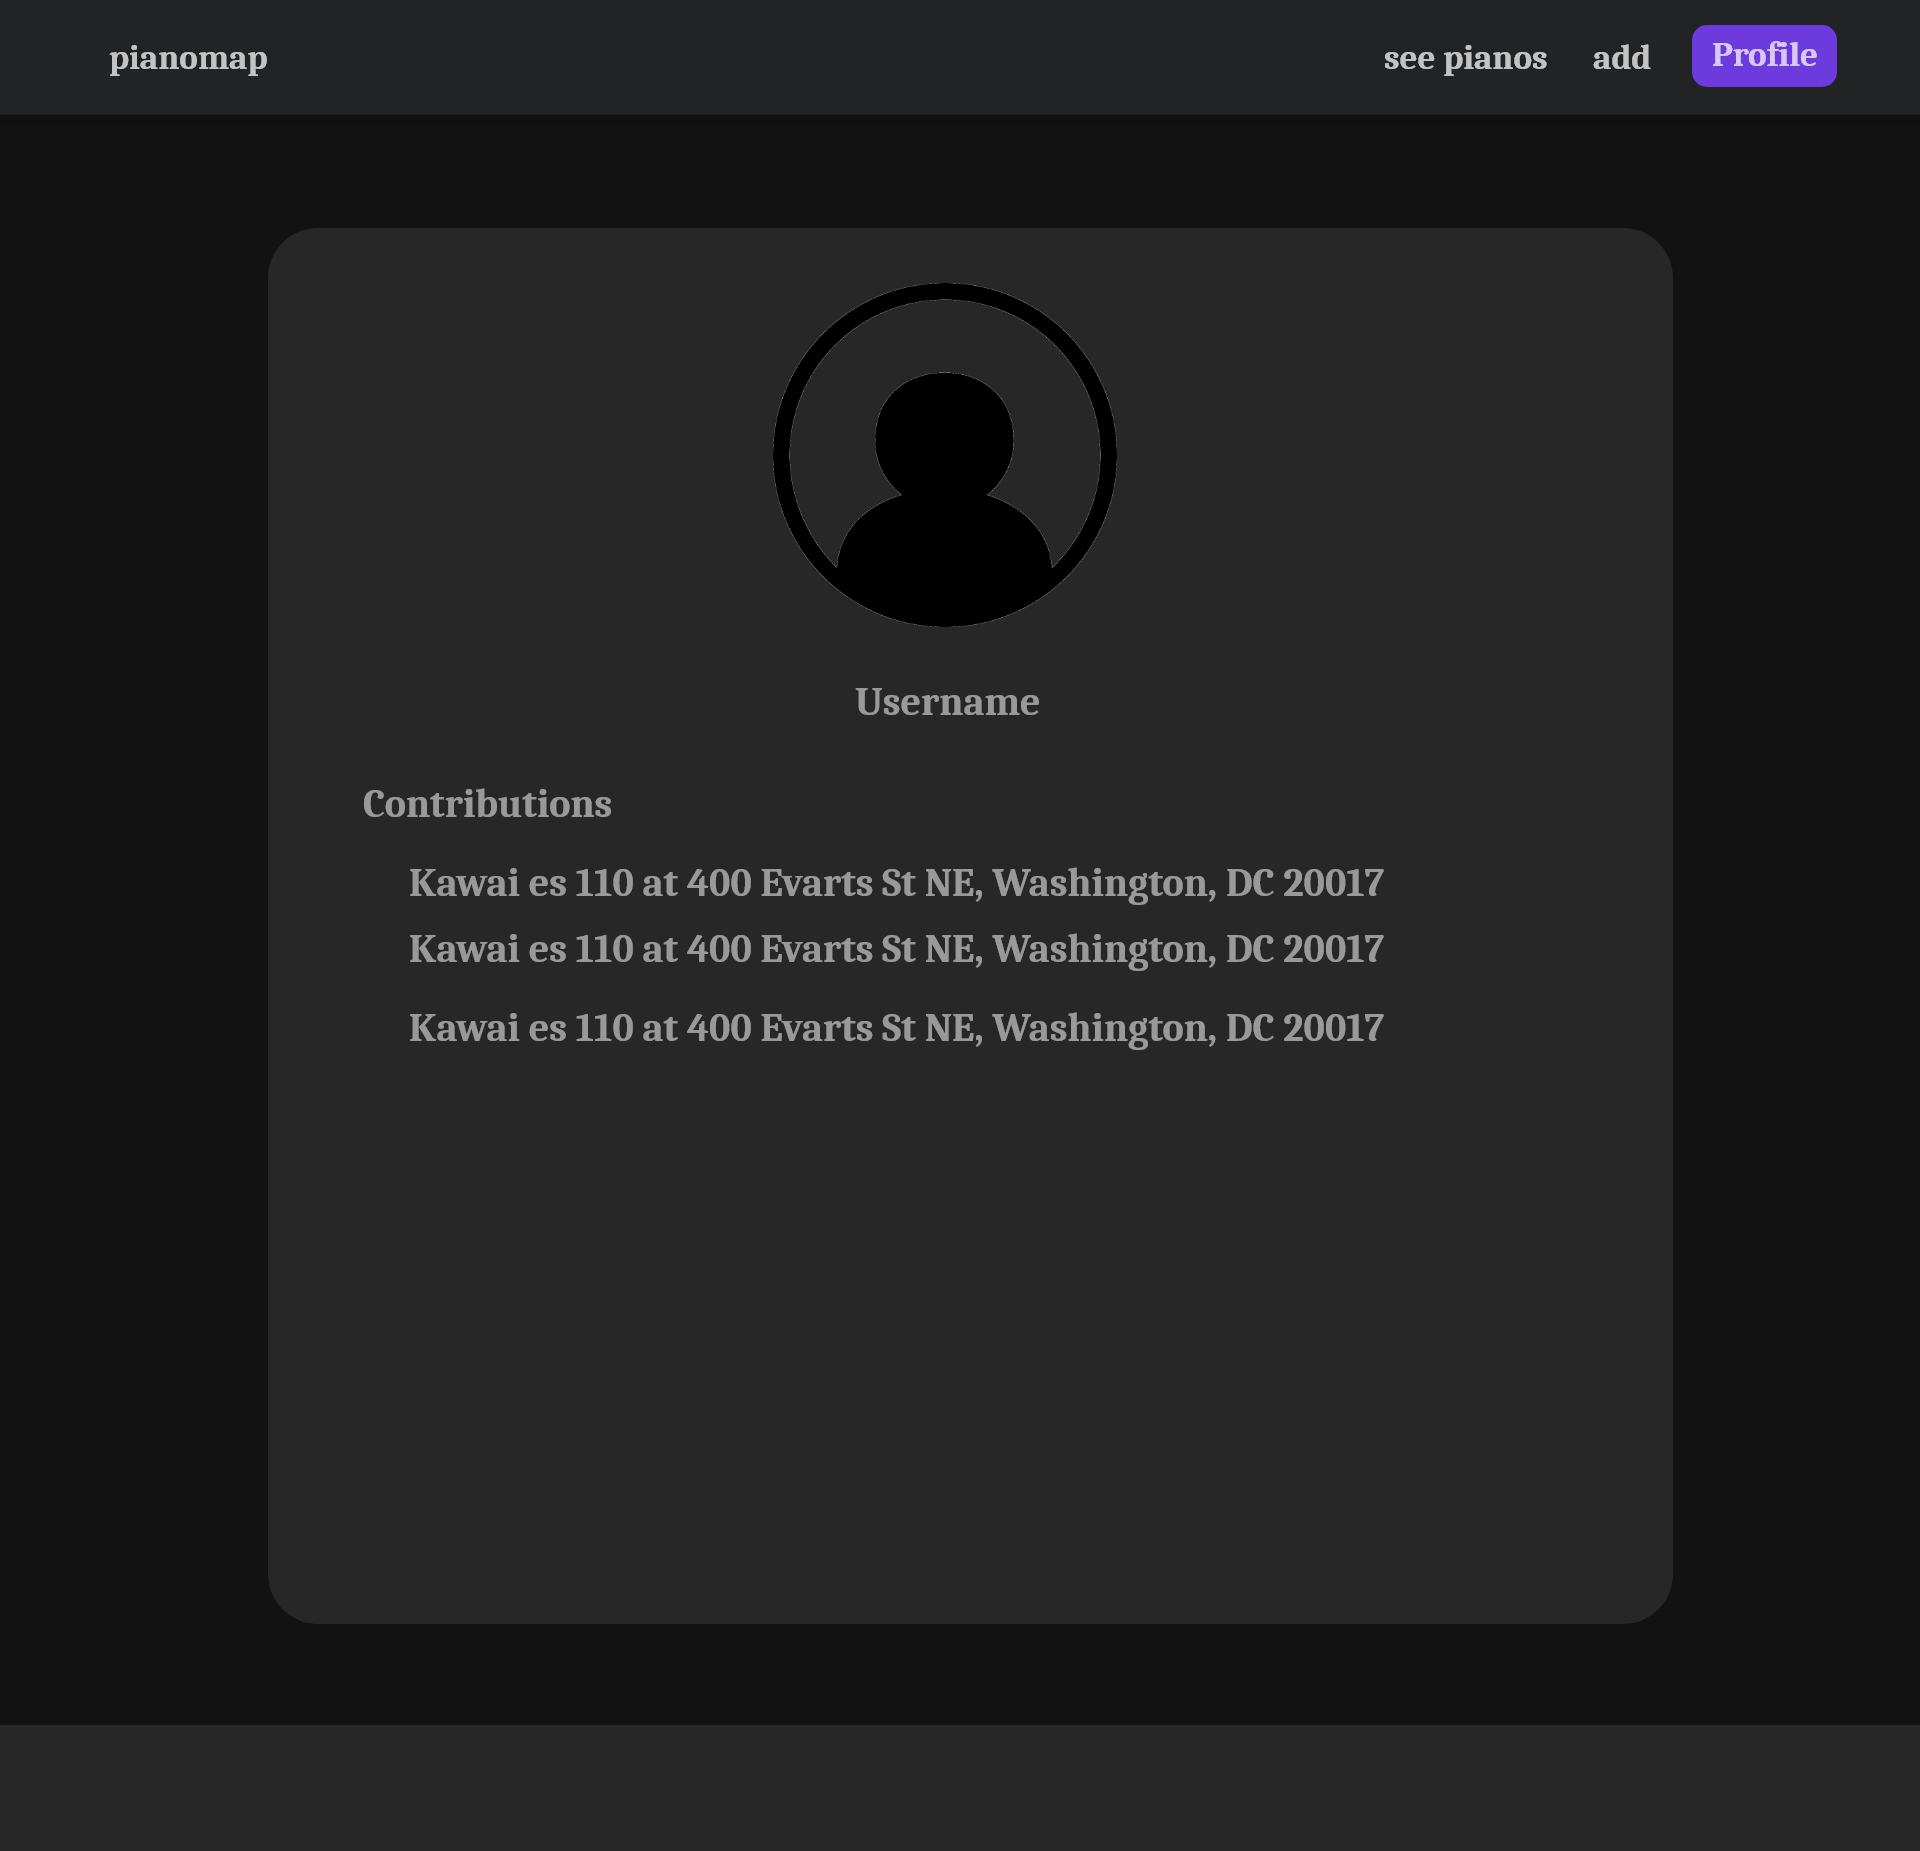 pianomap
see pianos
add
Profile
Username
Contributions
Kawai es 110 at 400 Evarts St NE, Washington, DC 20017
Kawai es 110 at 400 Evarts St NE, Washington, DC 20017
Kawai es 110 at 400 Evarts St NE, Washington, DC 20017